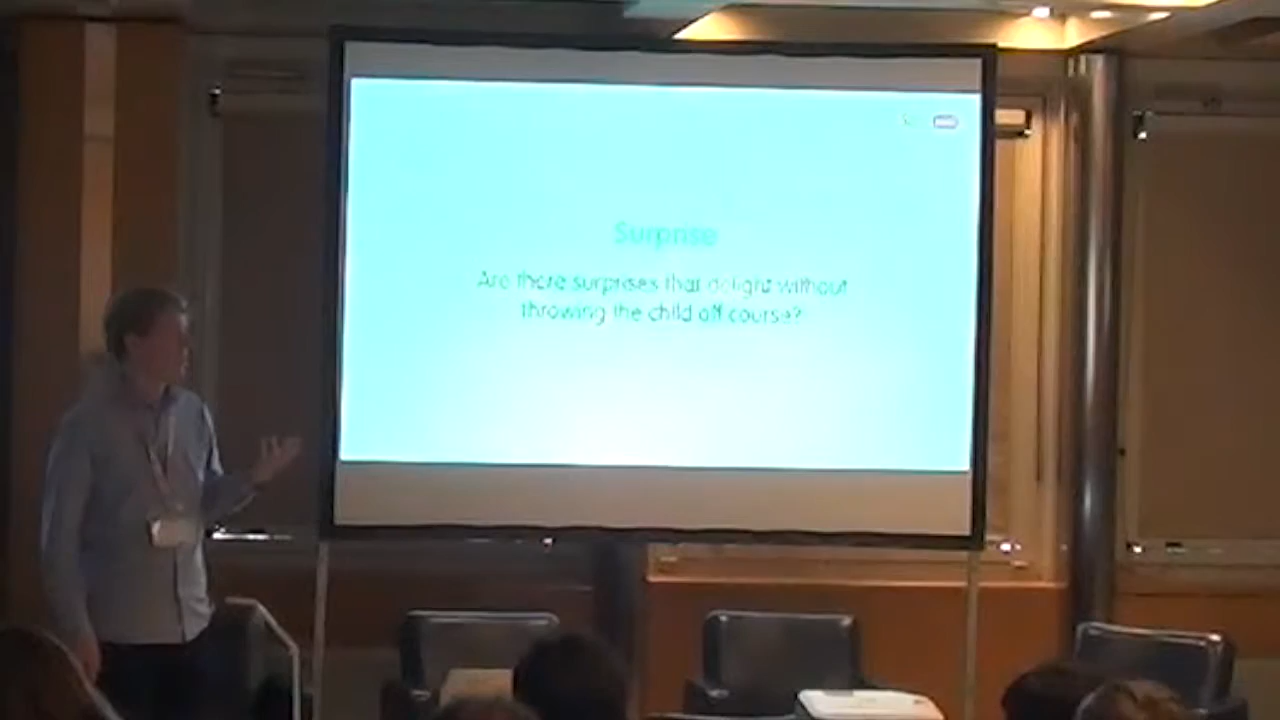 Surprise
Are there surprises that delight without
throwing the child off course?